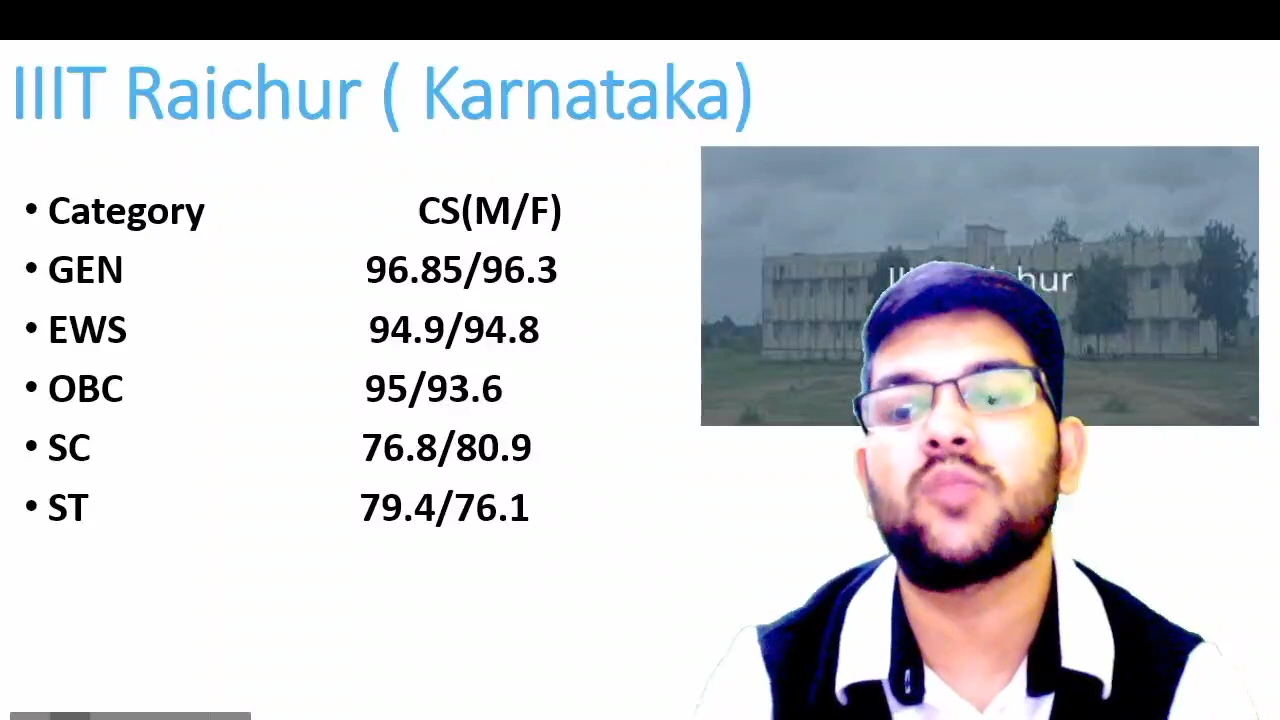 IIIT Raichur ( Karnataka)
• Category CS(M/F)
• GEN 96.85/96.3
• EWS 94.9/94.8
• OBC 95/93.6
• SC 76.8/80.9
• ST 79.4/76.1